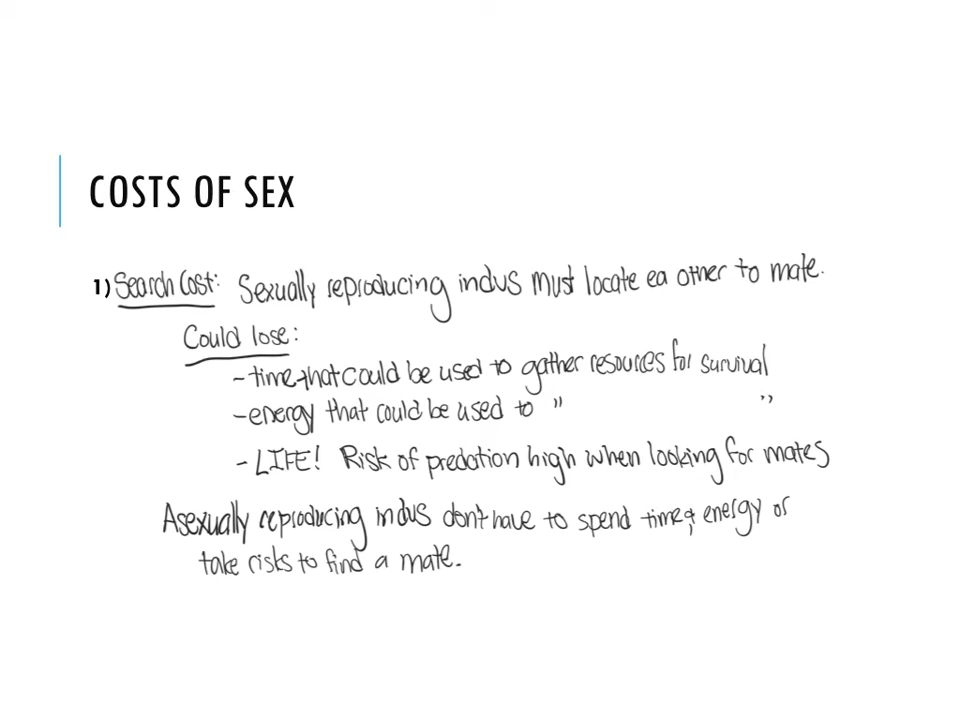 COSTS OF SEX
1) Search Cost: Sexually reproducing indivs must locate ea other to mate.
Could lose:
- time that could be used to gather resources for survival
- energy that could be used to " "
- LIFE! Risk of predation high when looking for mates
Asexually reproducing indivs don't have to spend time & energy or
take risks to find a mate.